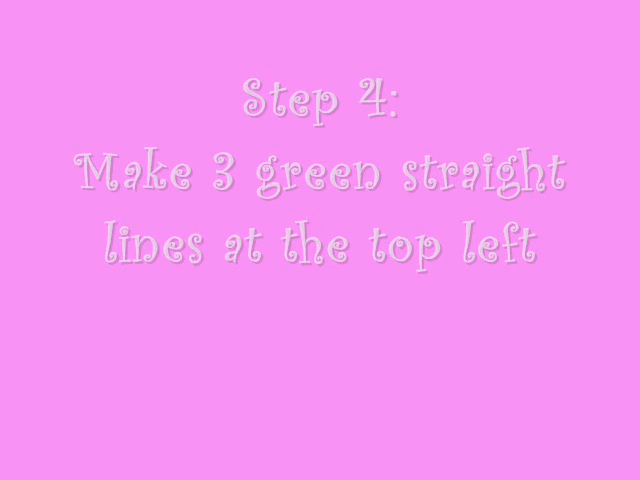 Step 4:
Make 3 green straight
lines at the top left